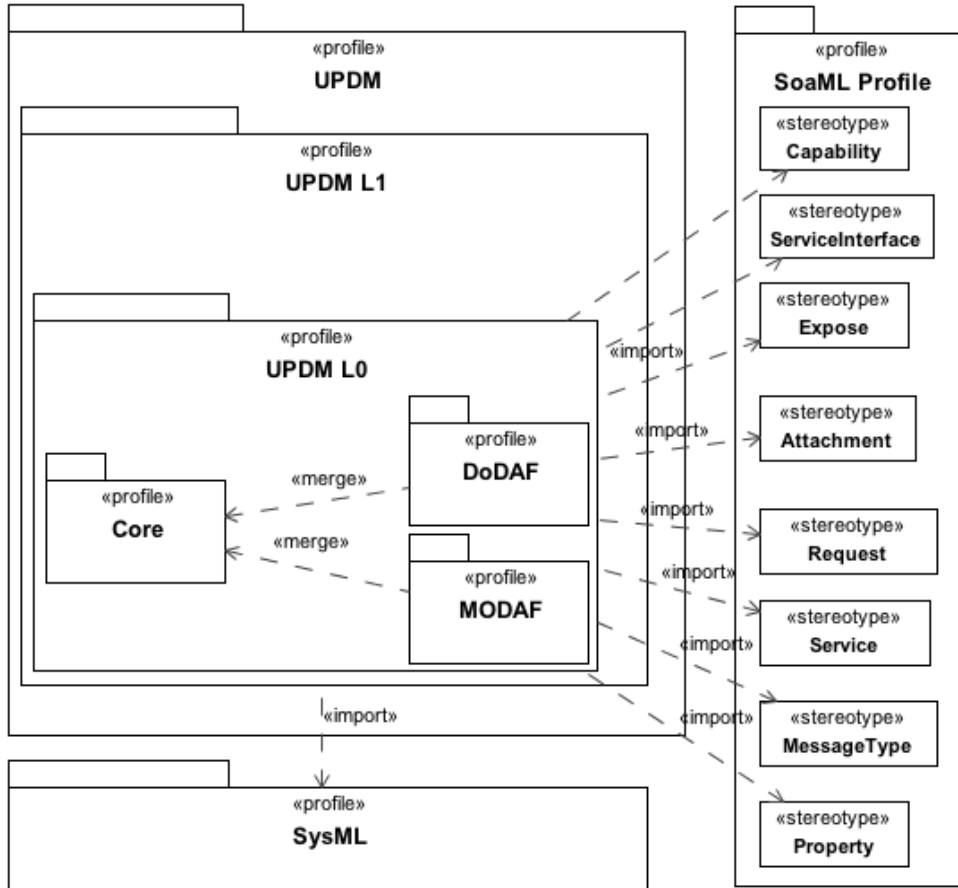 «profile»
UPDM
«profile»
UPDM L1
«profile»
UPDM L0
«profile»
DoDAF
«merge»
«profile»
Core
«merge»
«profile»
MODAF
«import»
«import»
«import»
«import»
«import»
«import»
«import»
«profile»
SysML
«profile»
SoaML Profile
«stereotype»
Capability
«stereotype»
ServiceInterface
«stereotype»
Expose
«stereotype»
Attachment
«stereotype»
Request
«stereotype»
Service
«stereotype»
MessageType
«stereotype»
Property